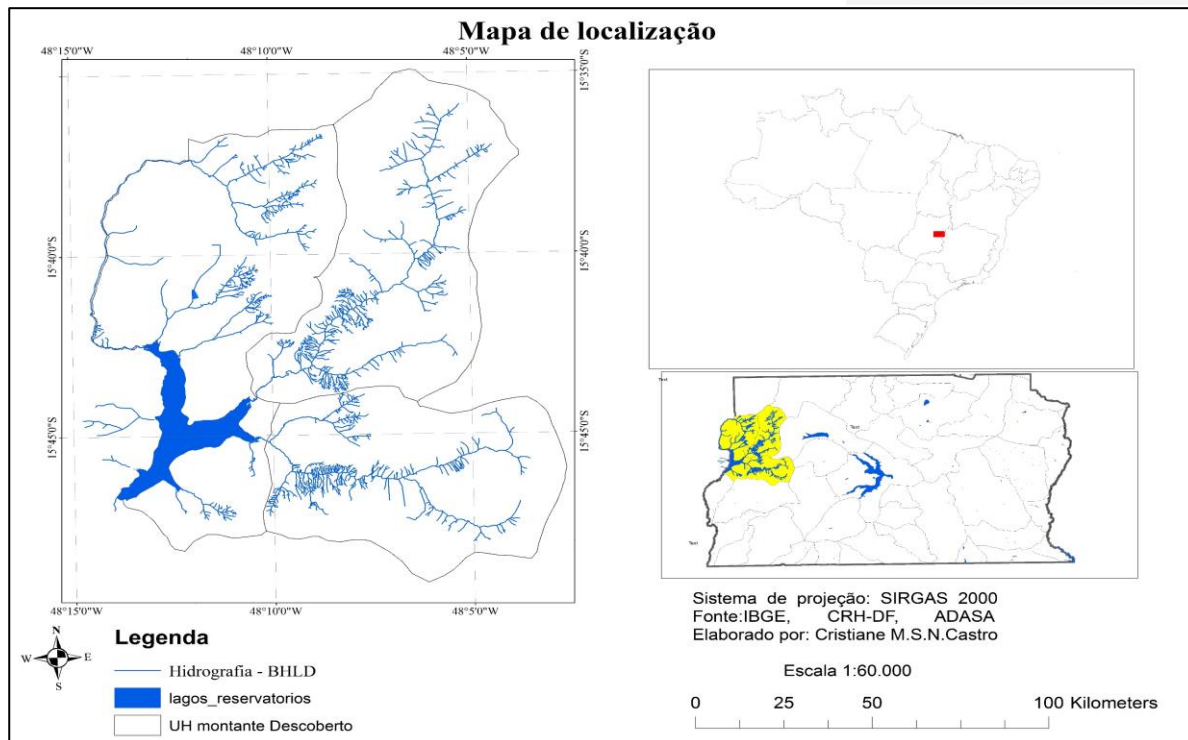 Mapa de localização
48°15'0"W
48°10'0"W
48°5'0"W
15°35'0"S
15°40'0"S
15°40'0"S
15°45'0"S
15°45'0"S
48°15'0"W
48°10'0"W
48°5'0"W
N
W
E
S
Legenda
Hidrografia - BHLD
lagos_reservatorios
UH montante Descoberto
Text
Text
Text
Sistema de projeção: SIRGAS 2000
Fonte:IBGE, CRH-DF, ADASA
Elaborado por: Cristiane M.S.N.Castro
Escala 1:60.000
0 25 50 100 Kilometers